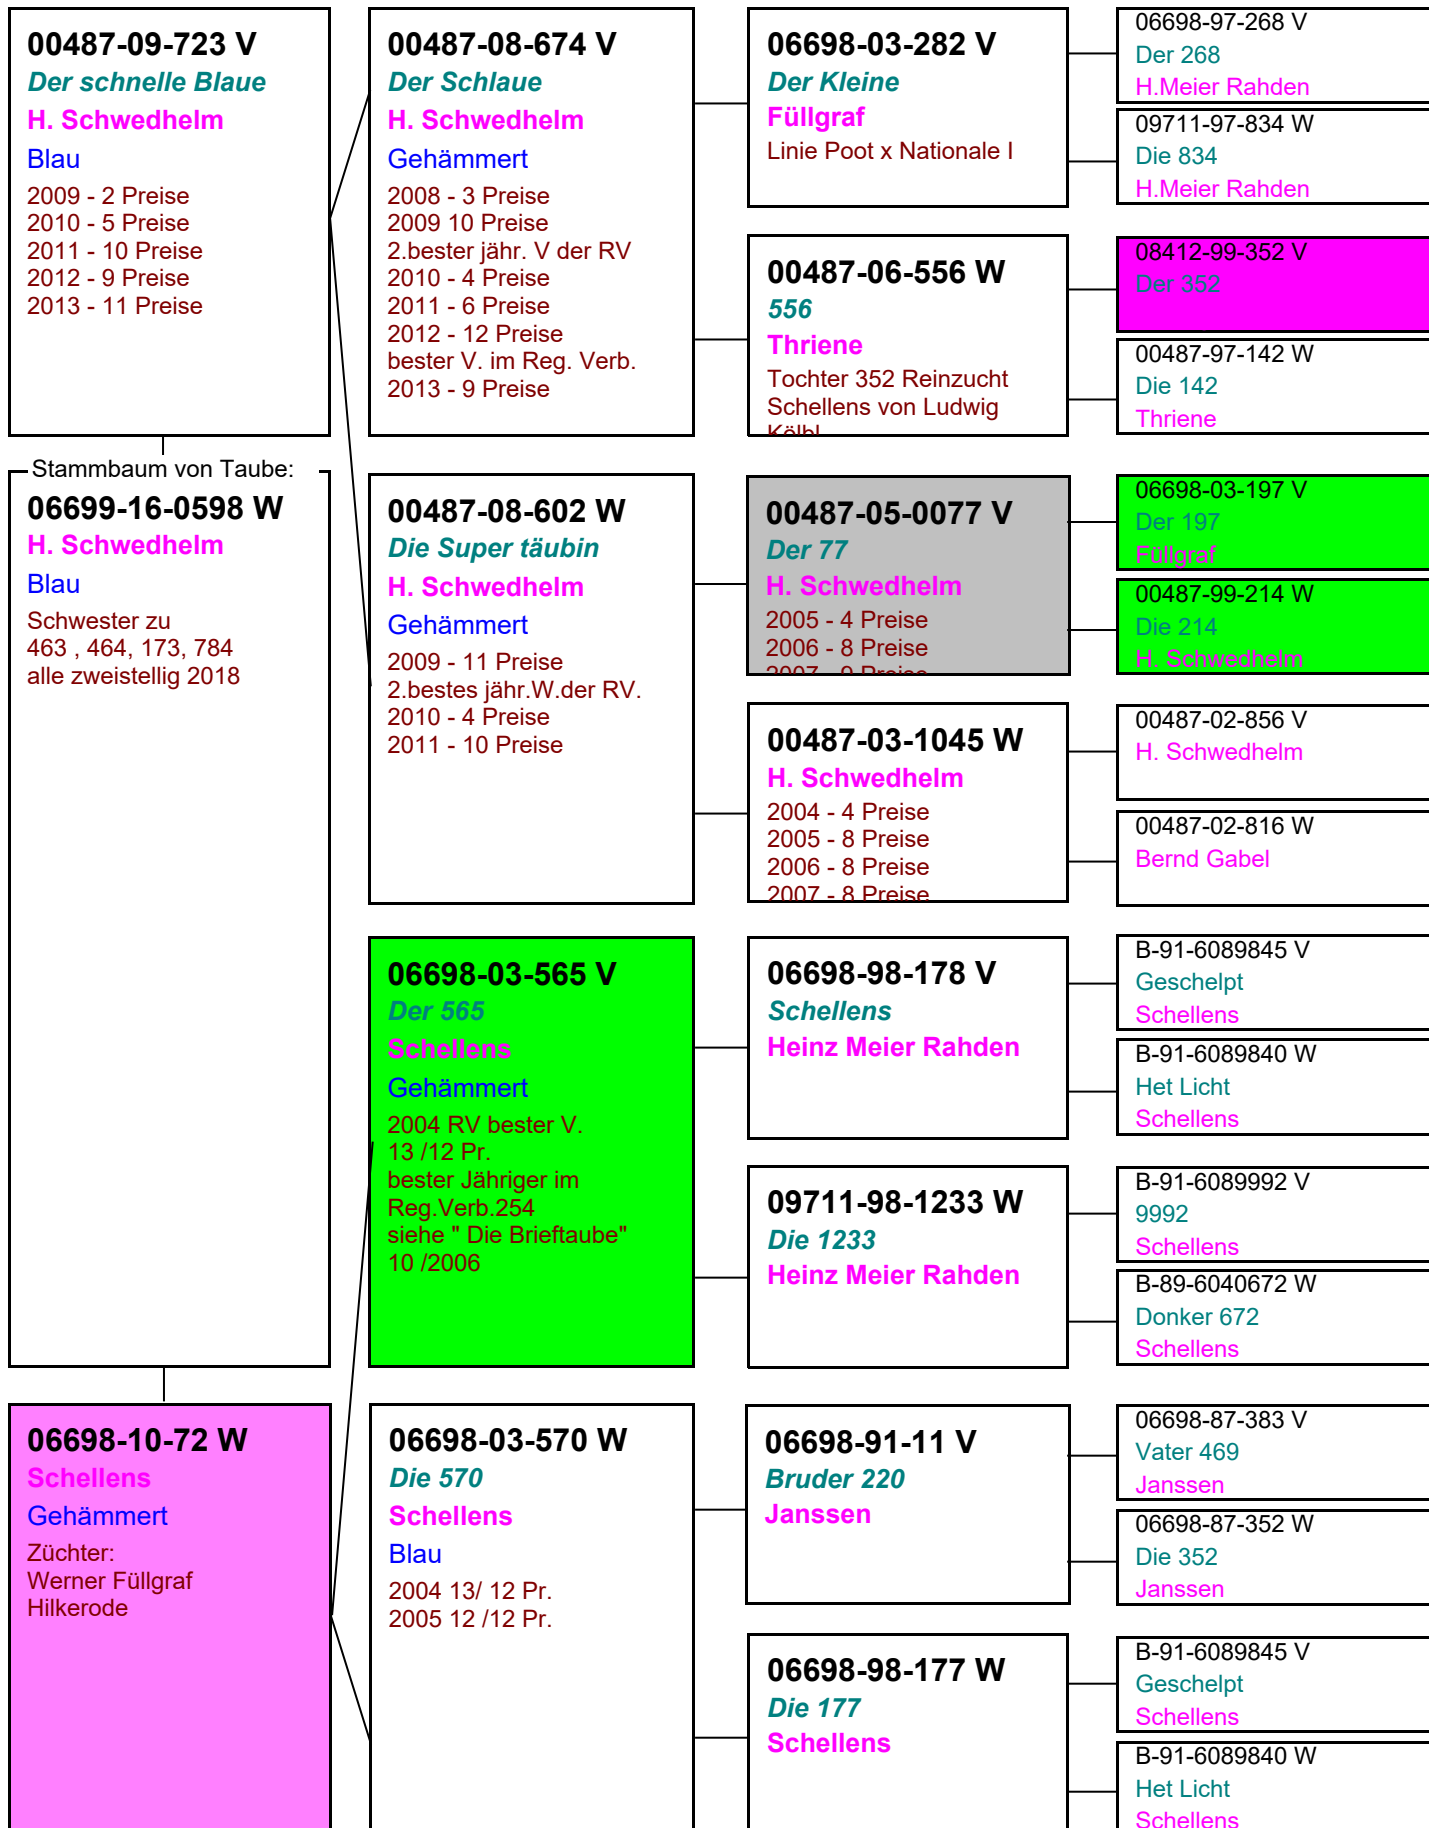 00487-09-723 V
Der schnelle Blaue
H. Schwedhelm
Blau
2009 - 2 Preise
2010 - 5 Preise
2011 - 10 Preise
2012 - 9 Preise
2013 - 11 Preise
Stammbaum von Taube:
06699-16-0598 W
H. Schwedhelm
Blau
Schwester zu
463 , 464, 173, 784
alle zweistellig 2018
06698-10-72 W
Schellens
Gehämmert
Züchter:
Werner Füllgraf
Hilkerode
00487-08-674 V
Der Schlaue
H. Schwedhelm
Gehämmert
2008 - 3 Preise
2009 10 Preise
2.bester jähr. V der RV
2010 - 4 Preise
2011 - 6 Preise
2012 - 12 Preise
bester V. im Reg. Verb.
2013 - 9 Preise
00487-08-602 W
Die Super täubin
H. Schwedhelm
Gehämmert
2009 - 11 Preise
2.bestes jähr.W.der RV.
2010 - 4 Preise
2011 - 10 Preise
06698-03-565 V
Der 565
Schellens
Gehämmert
2004 RV bester V.
13 /12 Pr.
bester Jähriger im
Reg.Verb.254
siehe " Die Brieftaube"
10 /2006
06698-03-570 W
Die 570
Schellens
Blau
2004 13/ 12 Pr.
2005 12 /12 Pr.
06698-03-282 V
Der Kleine
Füllgraf
Linie Poot x Nationale I
00487-06-556 W
556
Thriene
Tochter 352 Reinzucht
Schellens von Ludwig
Kölbl
00487-05-0077 V
Der 77
H. Schwedhelm
2005 - 4 Preise
2006 - 8 Preise
2007 - 9 Preise
00487-03-1045 W
H. Schwedhelm
2004 - 4 Preise
2005 - 8 Preise
2006 - 8 Preise
2007 - 8 Preise
06698-98-178 V
Schellens
Heinz Meier Rahden
09711-98-1233 W
Die 1233
Heinz Meier Rahden
06698-91-11 V
Bruder 220
Janssen
06698-98-177 W
Die 177
Schellens
06698-97-268 V
Der 268
H.Meier Rahden
09711-97-834 W
Die 834
H.Meier Rahden
08412-99-352 V
Der 352
00487-97-142 W
Die 142
Thriene
06698-03-197 V
Der 197
Füllgraf
00487-99-214 W
Die 214
H. Schwedhelm
00487-02-856 V
H. Schwedhelm
00487-02-816 W
Bernd Gabel
B-91-6089845 V
Geschelpt
Schellens
B-91-6089840 W
Het Licht
Schellens
B-91-6089992 V
9992
Schellens
B-89-6040672 W
Donker 672
Schellens
06698-87-383 V
Vater 469
Janssen
06698-87-352 W
Die 352
Janssen
B-91-6089845 V
Geschelpt
Schellens
B-91-6089840 W
Het Licht
Schellens